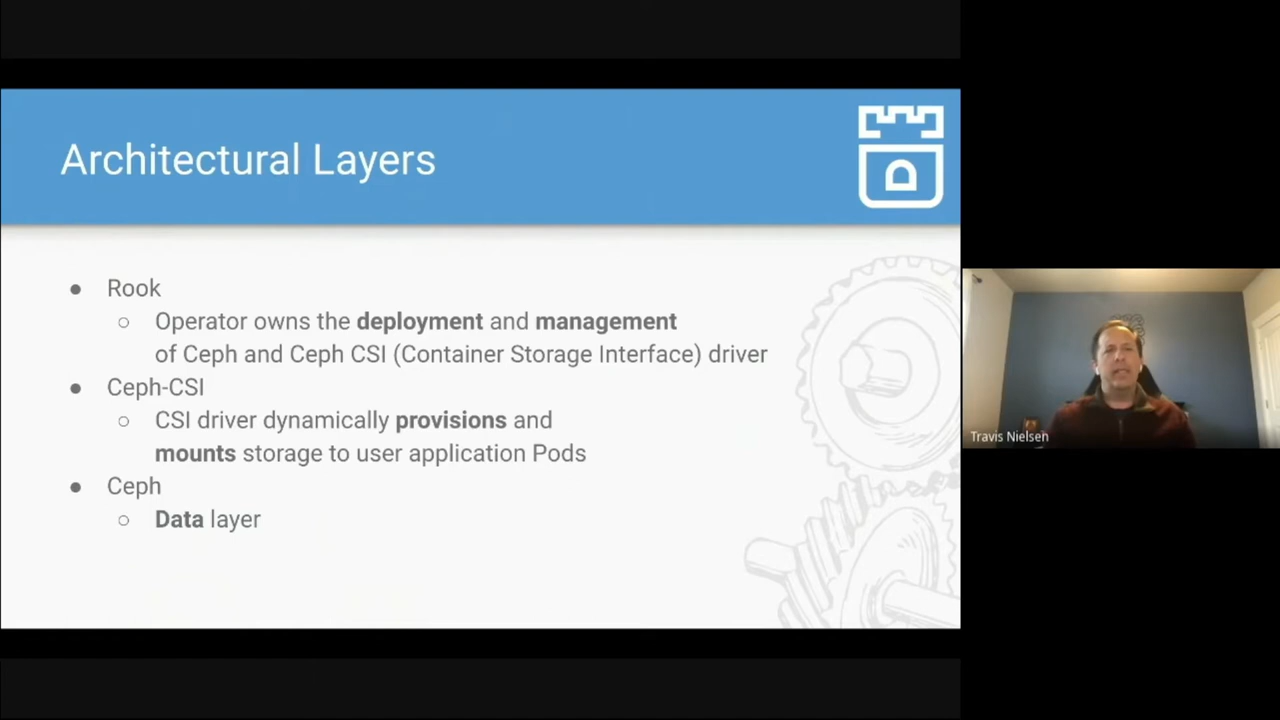 Architectural Layers
D
● Rook
○ Operator owns the deployment and management
of Ceph and Ceph CSI (Container Storage Interface) driver
● Ceph-CSI
○ CSI driver dynamically provisions and
mounts storage to user application Pods
● Ceph
○ Data layer
Travis Nielsen